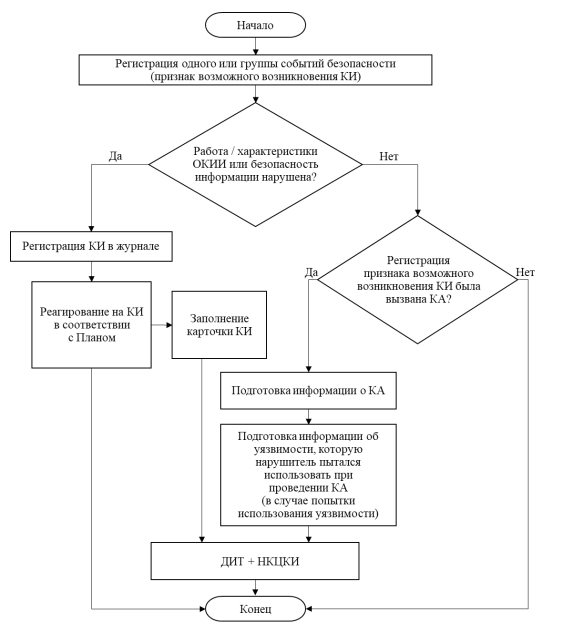 Начало
Регистрация одного или группы событий безопасности
(признак возможного возникновения КИ)
Работа / характеристики
ОКИИ или безопасность
информации нарушена?
Да
Нет
Регистрация КИ в журнале
Регистрация
признака возможного
возникновения КИ была
вызвана КА?
Да
Нет
Реагирование на КИ
в соответствии
с Планом
Заполнение
карточки КИ
Подготовка информации о КА
Подготовка информации об
уязвимости, которую
нарушитель пытался
использовать при
проведении КА
(в случае попытки
использования уязвимости)
ДИТ + НКЦКИ
Конец